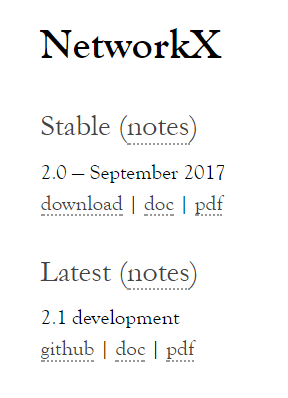 NetworkX
Stable (notes)
2.0 — September 2017
download | doc | pdf
Latest (notes)
2.1 development
github | doc | pdf